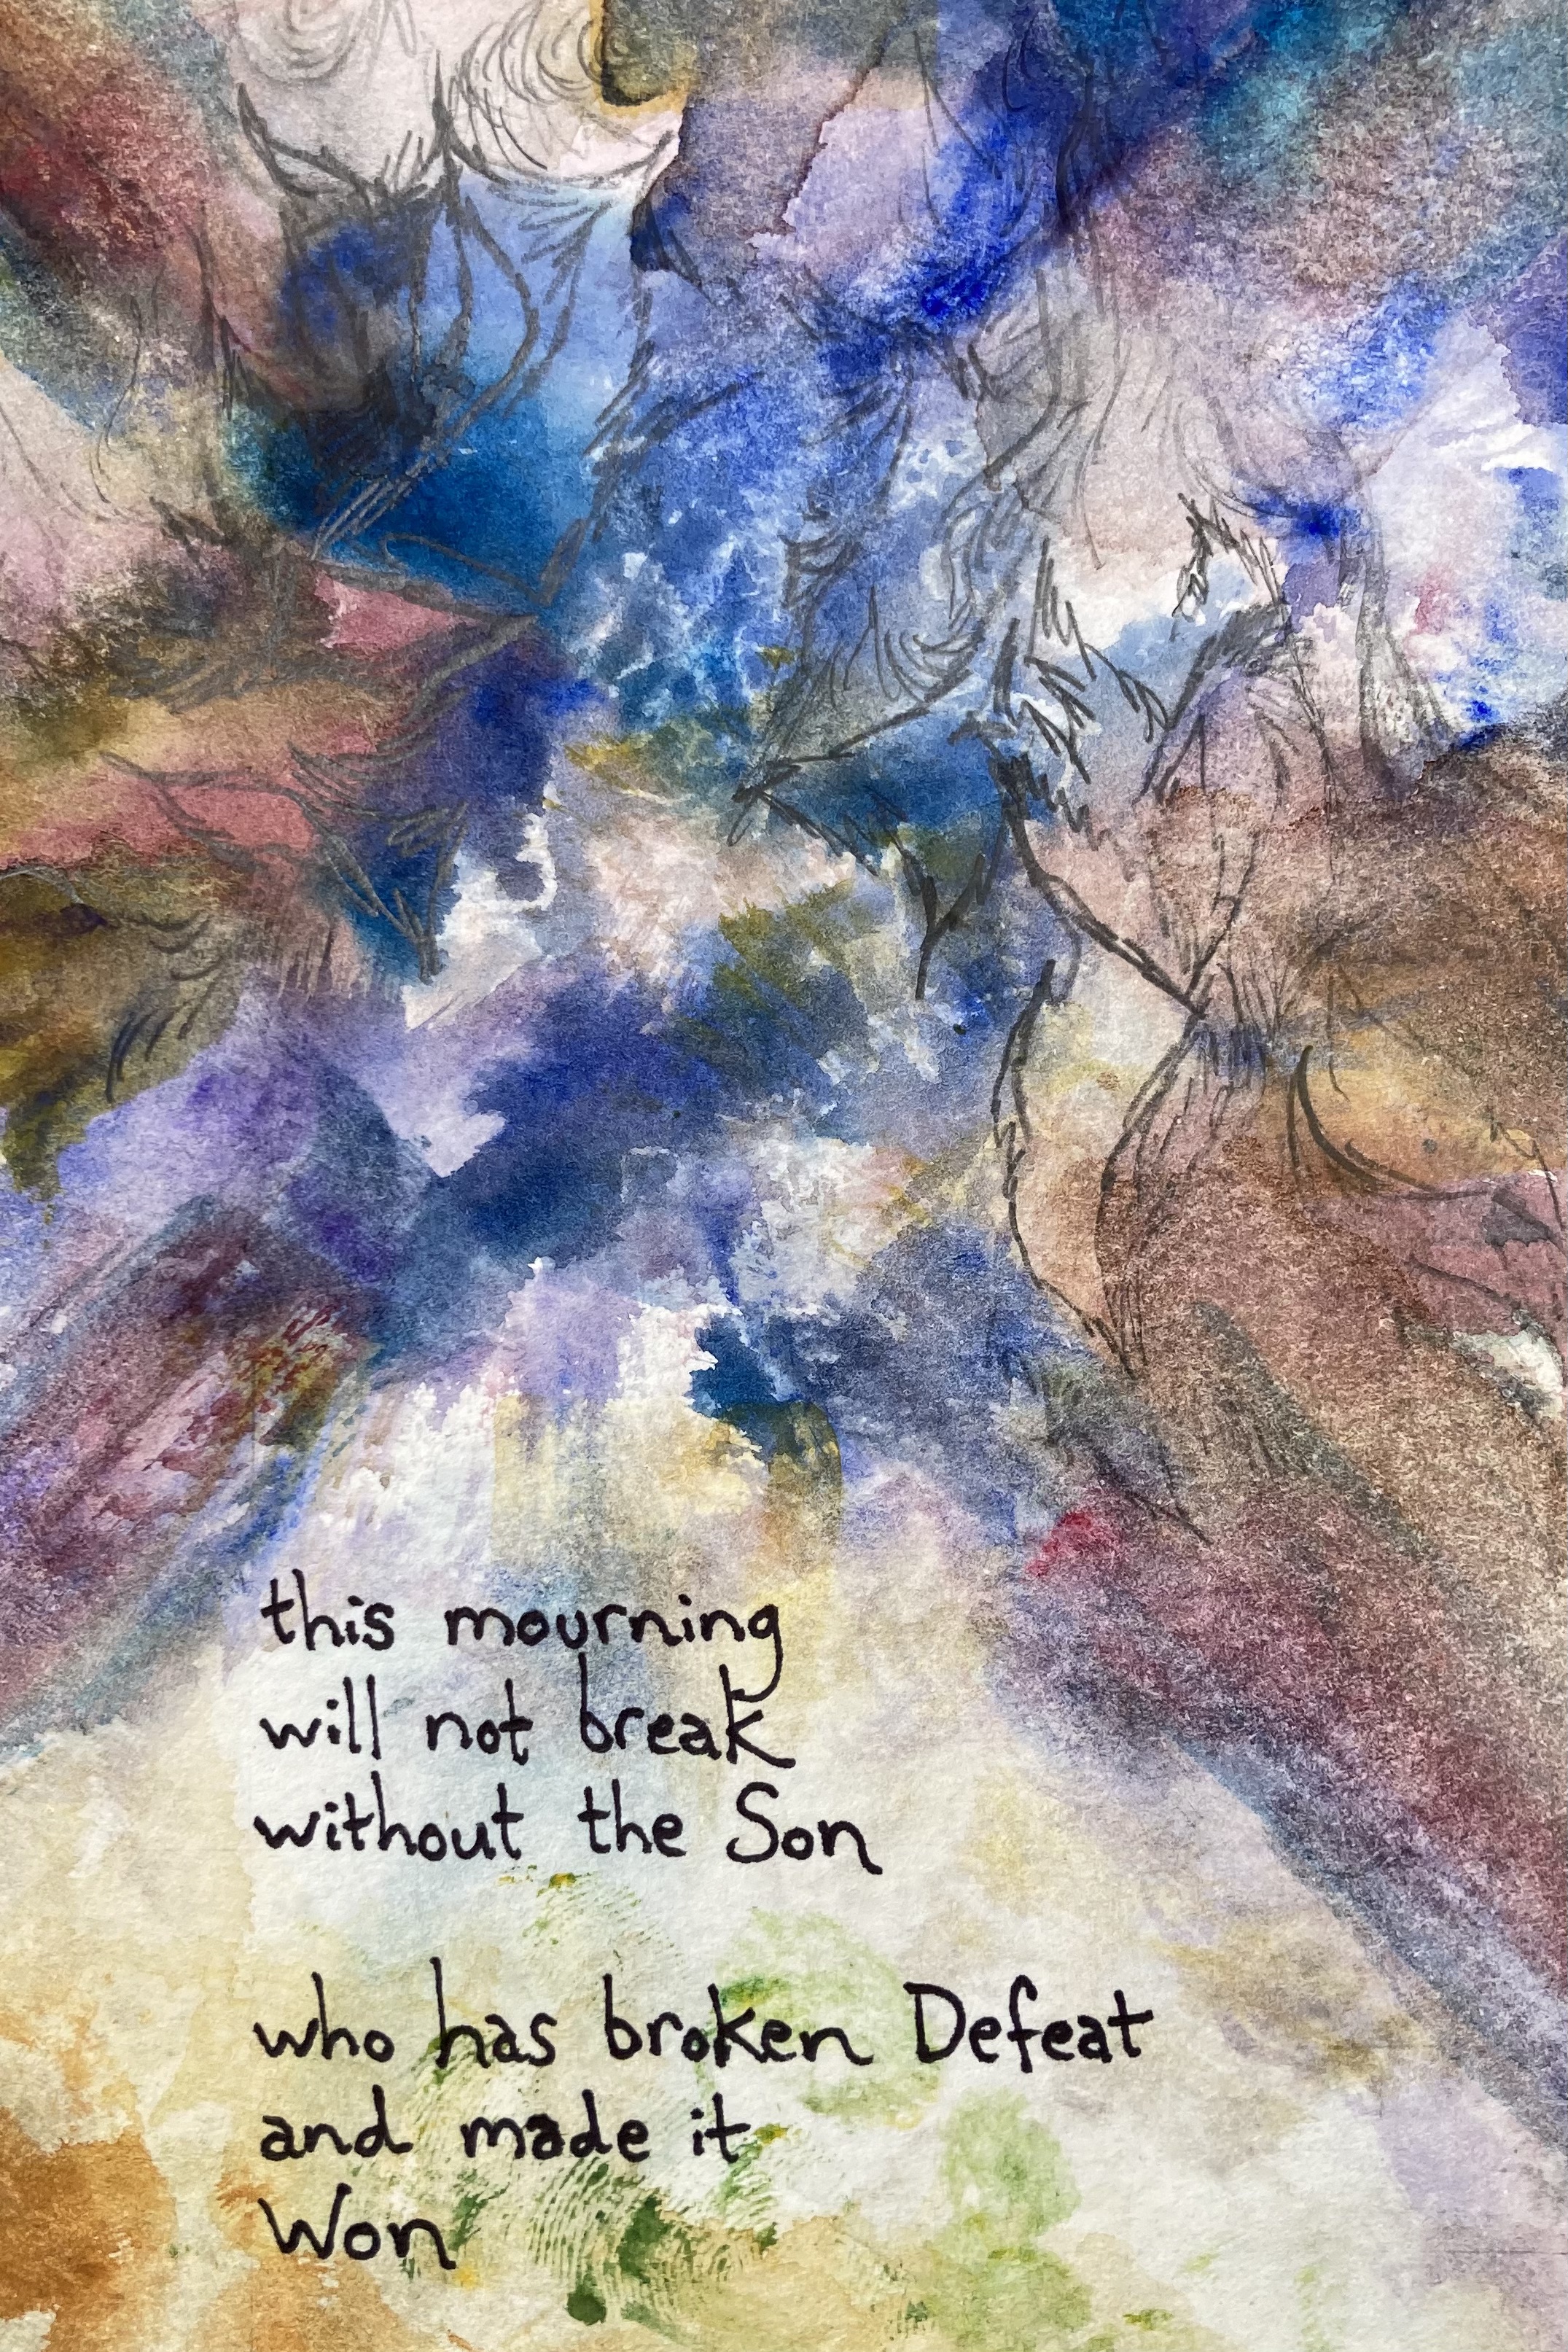 this mourning
will not break
without the Son
who has broken Defeat
and made it
Won